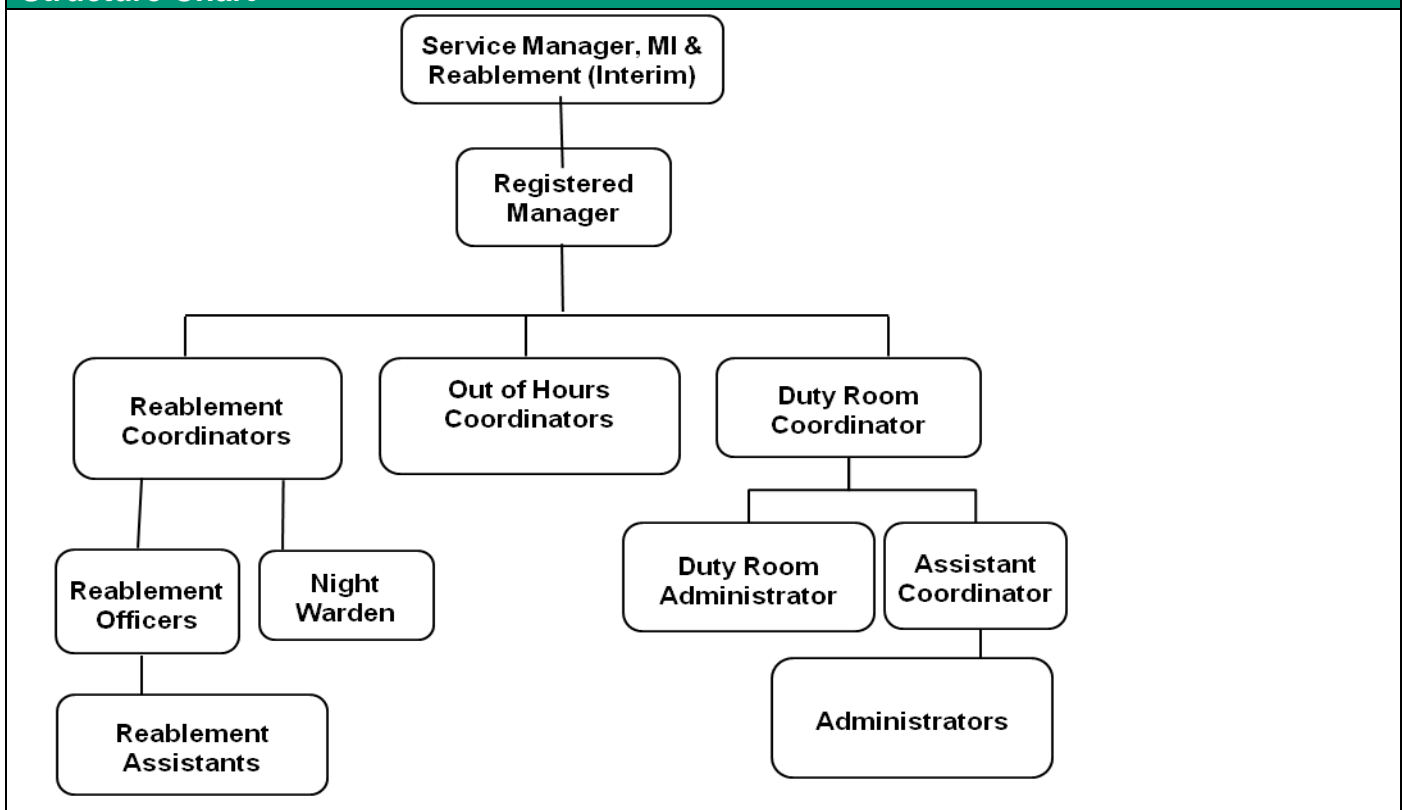 Service Manager, MI &
Reablement (Interim)
Registered
Manager
Reablement
Coordinators
Out of Hours
Coordinators
Duty Room
Coordinator
Reablement
Officers
Night
Warden
Duty Room
Administrator
Assistant
Coordinator
Reablement
Assistants
Administrators